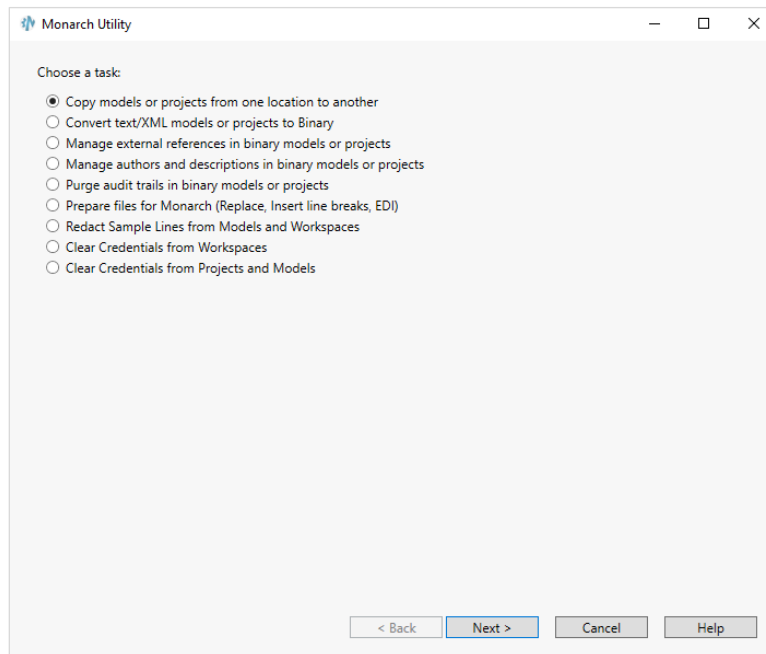 Monarch Utility
Choose a task:
Copy models or projects from one location to another
Convert text/XML models or projects to Binary
Manage external references in binary models or projects
Manage authors and descriptions in binary models or projects
Purge audit trails in binary models or projects
Prepare files for Monarch (Replace, Insert line breaks, EDI)
Redact Sample Lines from Models and Workspaces
Clear Credentials from Workspaces
Clear Credentials from Projects and Models
< Back Next > Cancel Help